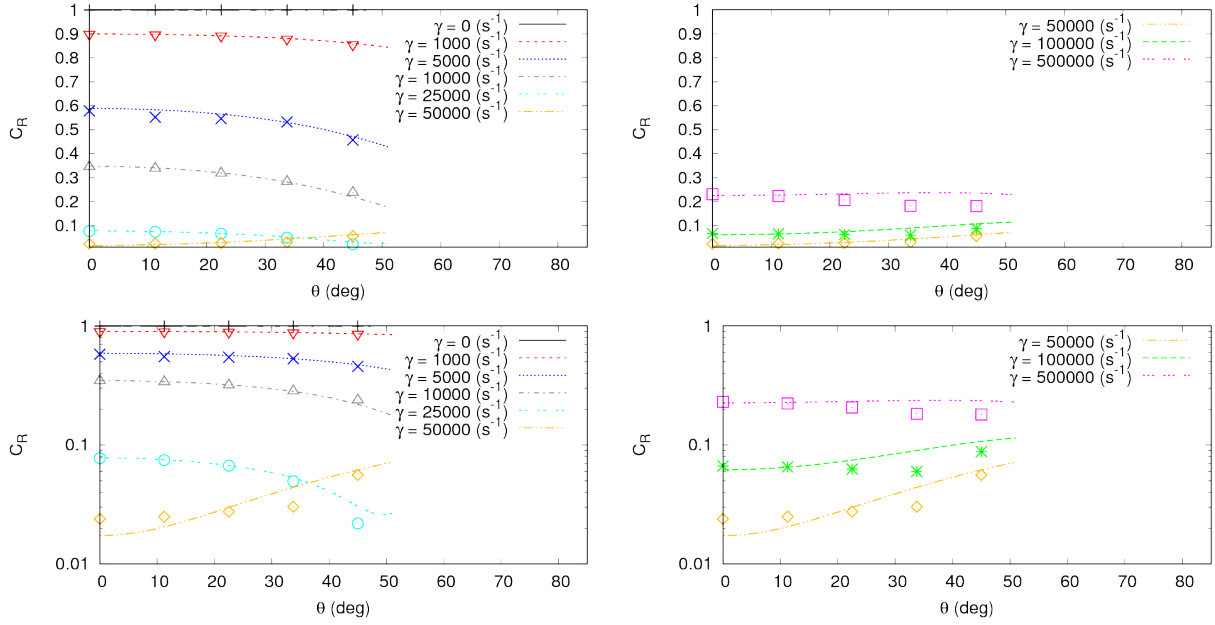 1
0.9
0.8
0.7
0.6
0.5
0.4
0.3
0.2
0.1
C_R
0 10 20 30 40 50 60 70 80
θ (deg)
γ = 0 (s^-1)
γ = 1000 (s^-1)
γ = 5000 (s^-1)
γ = 10000 (s^-1)
γ = 25000 (s^-1)
γ = 50000 (s^-1)
1
0.9
0.8
0.7
0.6
0.5
0.4
0.3
0.2
0.1
C_R
0 10 20 30 40 50 60 70 80
θ (deg)
γ = 50000 (s^-1)
γ = 100000 (s^-1)
γ = 500000 (s^-1)
1
0.1
0.01
C_R
0 10 20 30 40 50 60 70 80
θ (deg)
γ = 0 (s^-1)
γ = 1000 (s^-1)
γ = 5000 (s^-1)
γ = 10000 (s^-1)
γ = 25000 (s^-1)
γ = 50000 (s^-1)
1
0.1
0.01
C_R
0 10 20 30 40 50 60 70 80
θ (deg)
γ = 50000 (s^-1)
γ = 100000 (s^-1)
γ = 500000 (s^-1)